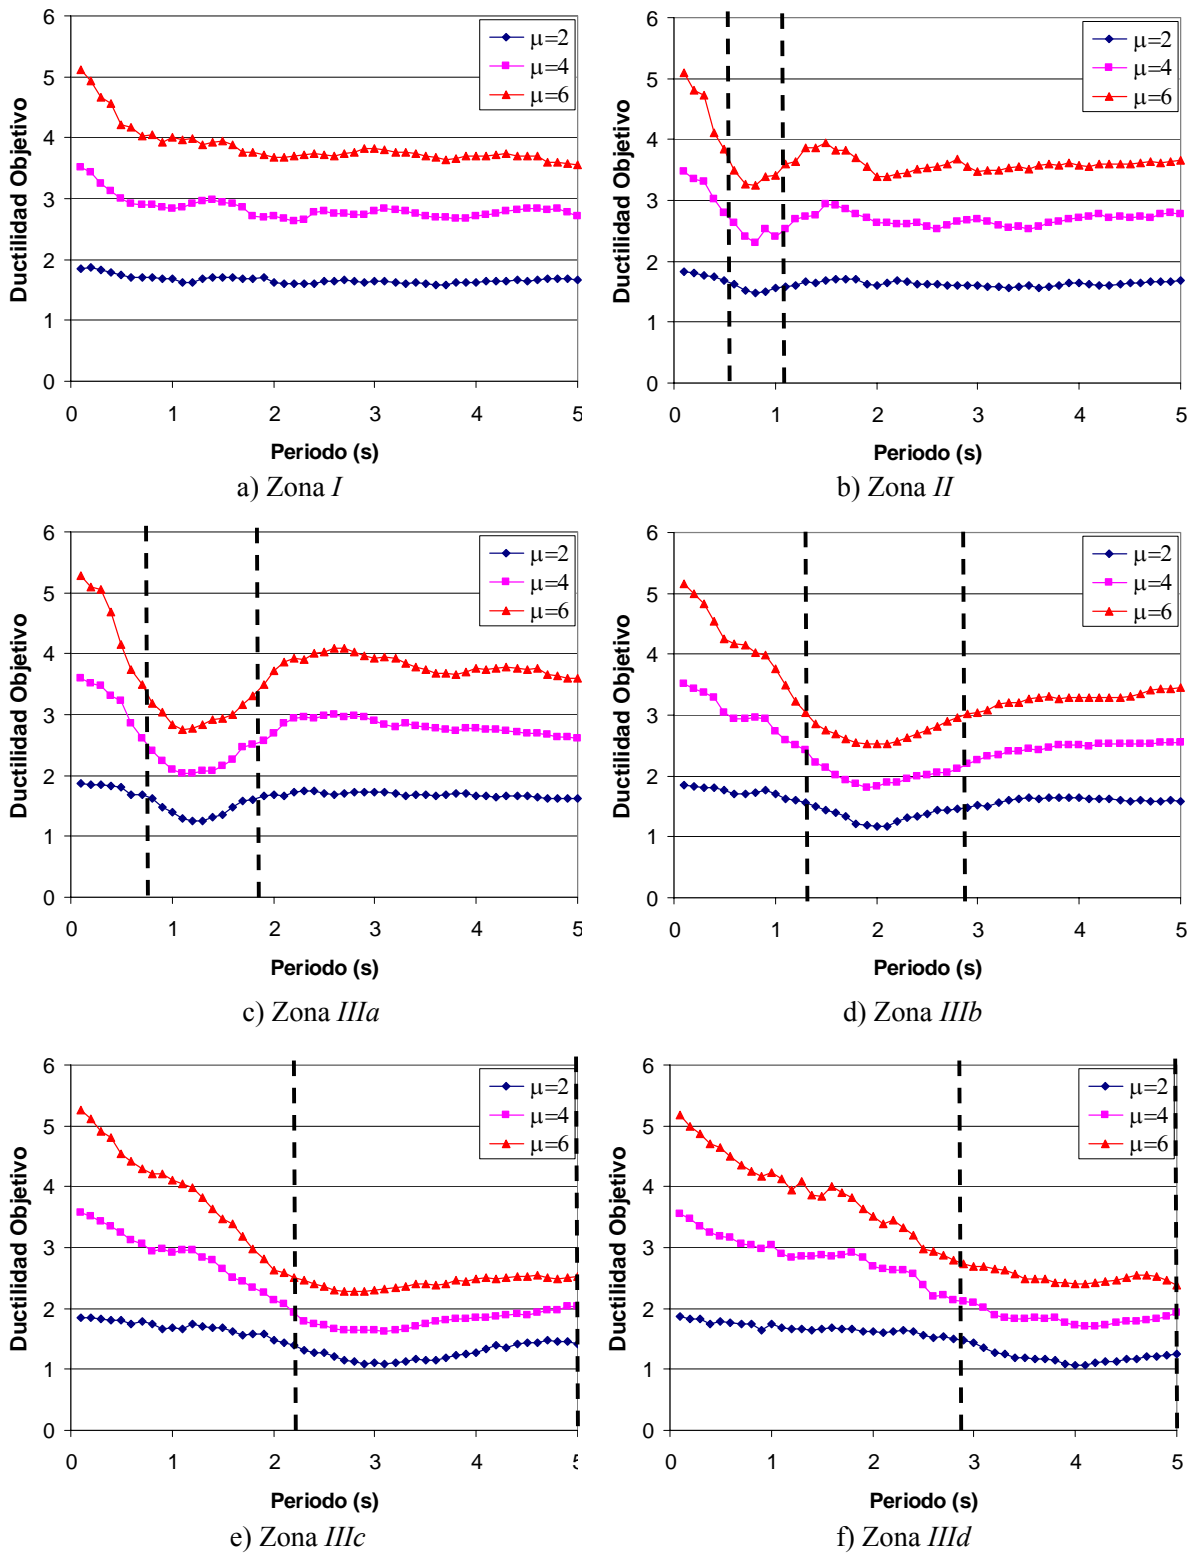 6
5
4
3
2
1
0
Ductilidad Objetivo
μ=2
μ=4
μ=6
0 1 2 3 4 5
Periodo (s)
a) Zona I
6
5
4
3
2
1
0
Ductilidad Objetivo
μ=2
μ=4
μ=6
0 1 2 3 4 5
Periodo (s)
b) Zona II
6
5
4
3
2
1
0
Ductilidad Objetivo
μ=2
μ=4
μ=6
0 1 2 3 4 5
Periodo (s)
c) Zona IIIa
6
5
4
3
2
1
0
Ductilidad Objetivo
μ=2
μ=4
μ=6
0 1 2 3 4 5
Periodo (s)
d) Zona IIIb
6
5
4
3
2
1
0
Ductilidad Objetivo
μ=2
μ=4
μ=6
0 1 2 3 4 5
Periodo (s)
e) Zona IIIc
6
5
4
3
2
1
0
Ductilidad Objetivo
μ=2
μ=4
μ=6
0 1 2 3 4 5
Periodo (s)
f) Zona IIId